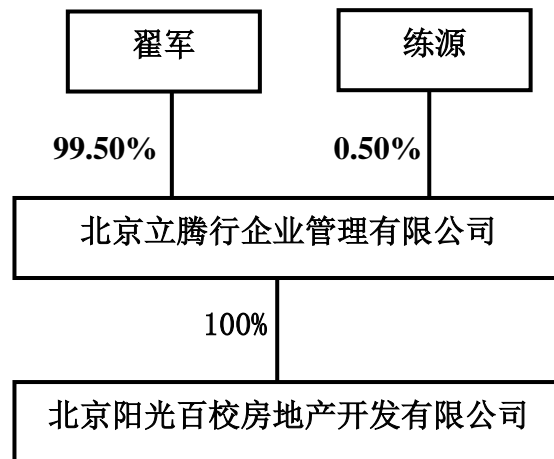 翟军
练源
99.50%
0.50%
北京立腾行企业管理有限公司
100%
北京阳光百校房地产开发有限公司